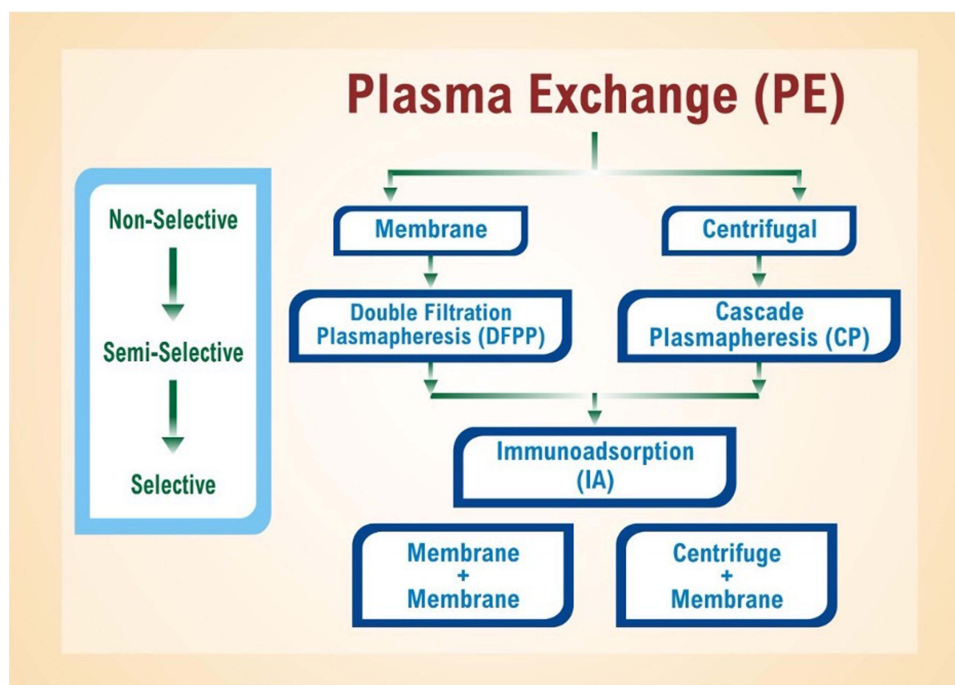 Plasma Exchange (PE)
Non-Selective
Semi-Selective
Selective
Membrane
Centrifugal
Double Filtration
Plasmapheresis (DFPP)
Cascade
Plasmapheresis (CP)
Immunoadsorption
(IA)
Membrane
+
Membrane
Centrifuge
+
Membrane